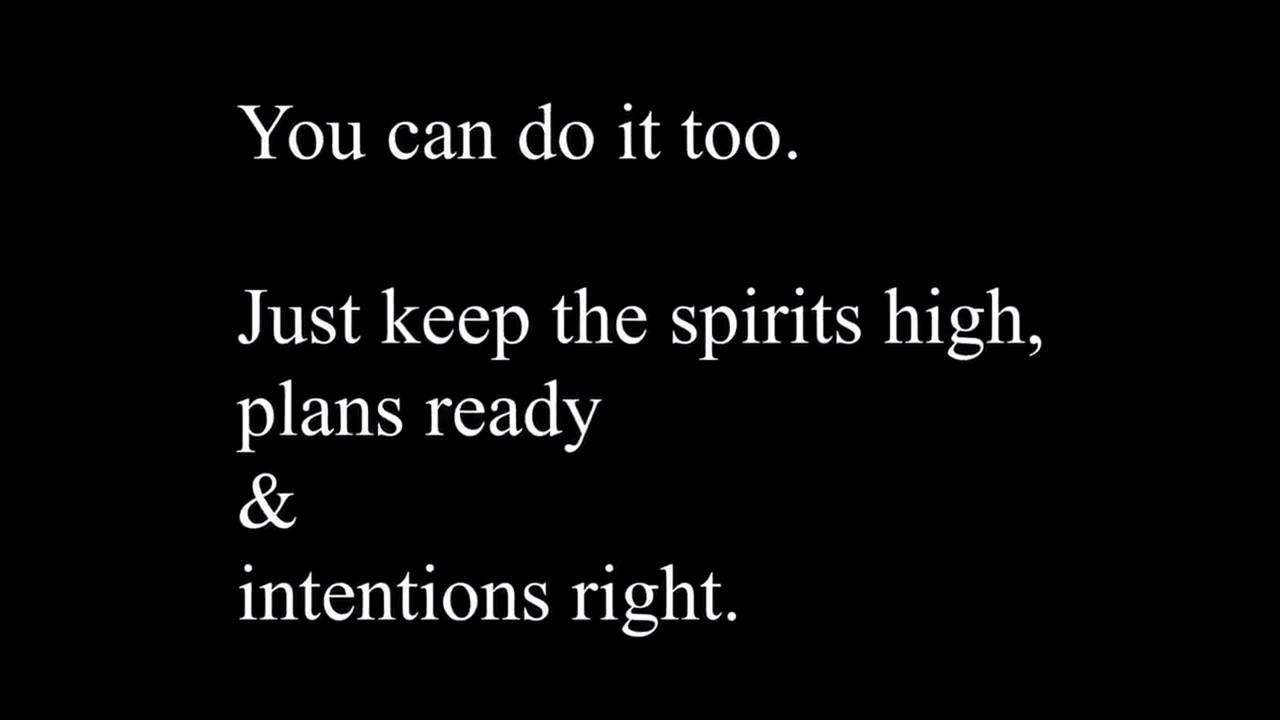 You can do it too.
Just keep the spirits high,
plans ready
&
intentions right.